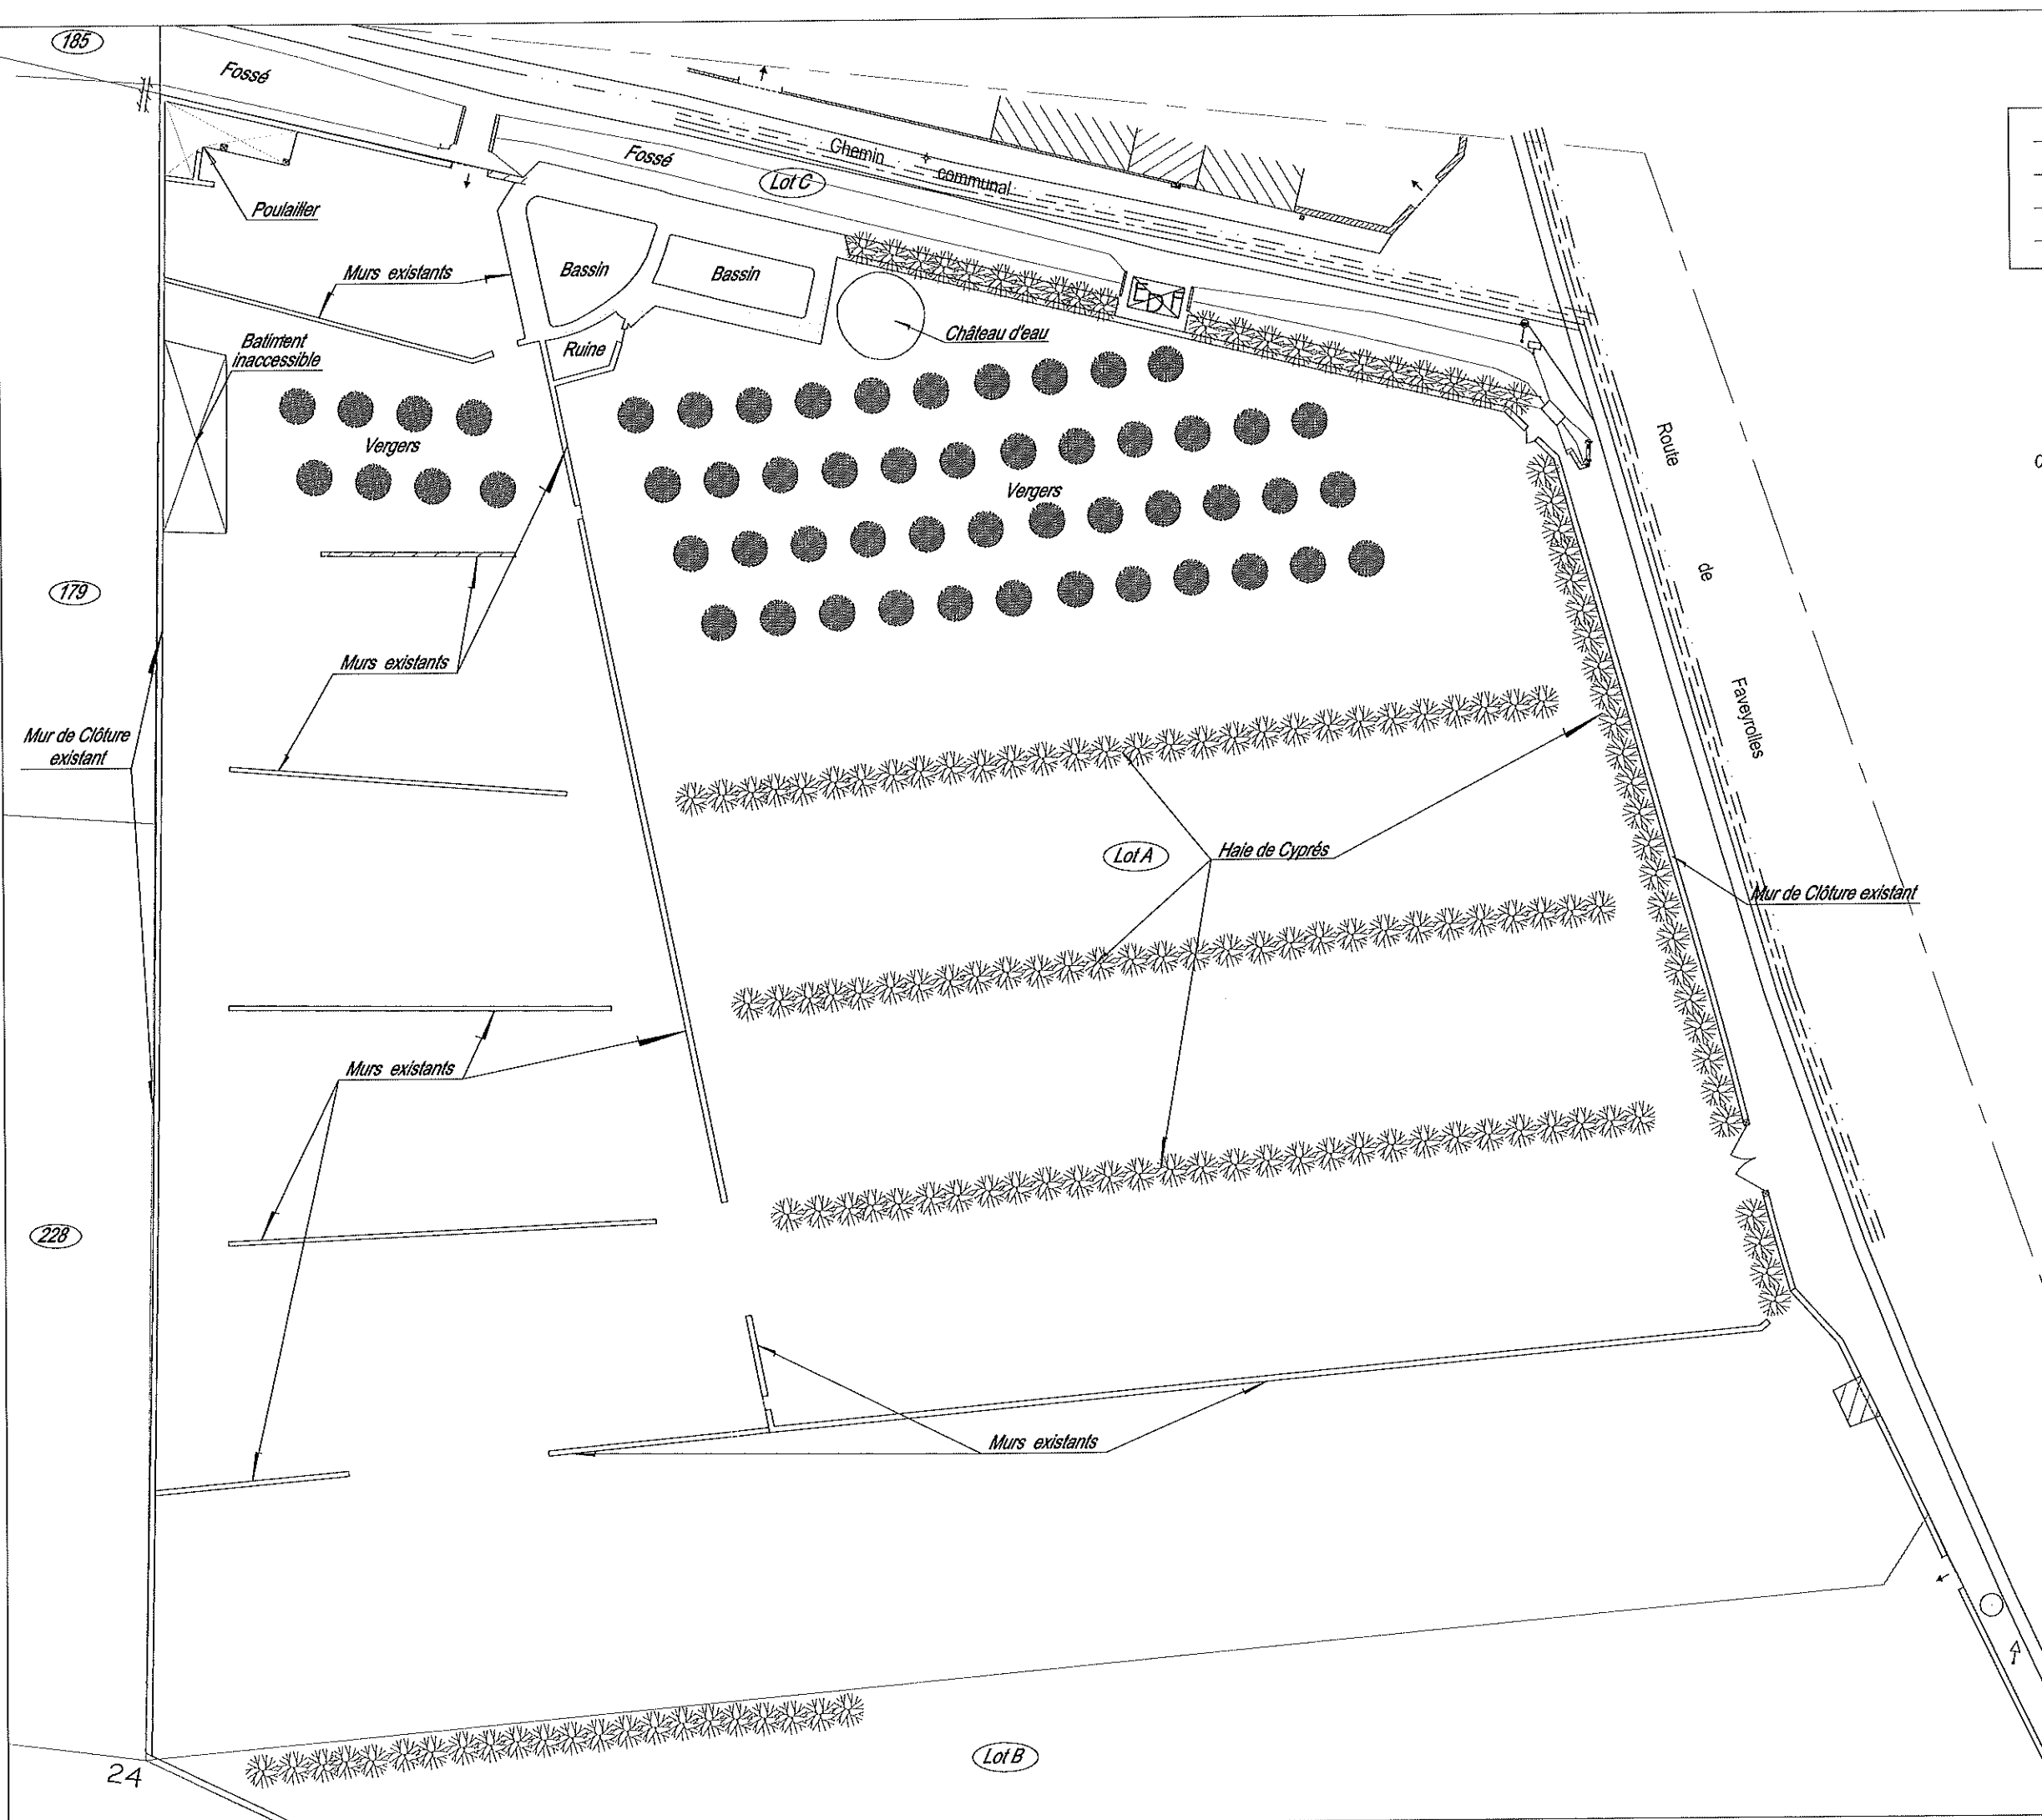 185
Fossé
Fossé
Chemin
communal
Lot C
Poulailler
Murs existants
Bassin
Bassin
EDF
Château d'eau
Ruine
Batiment
inaccessible
Vergers
Vergers
Route
de
Faveyrolles
179
Murs existants
Mur de Clôture
existant
Lot A
Haie de Cyprés
Mur de Clôture existant
Murs existants
228
Murs existants
Lot B
24